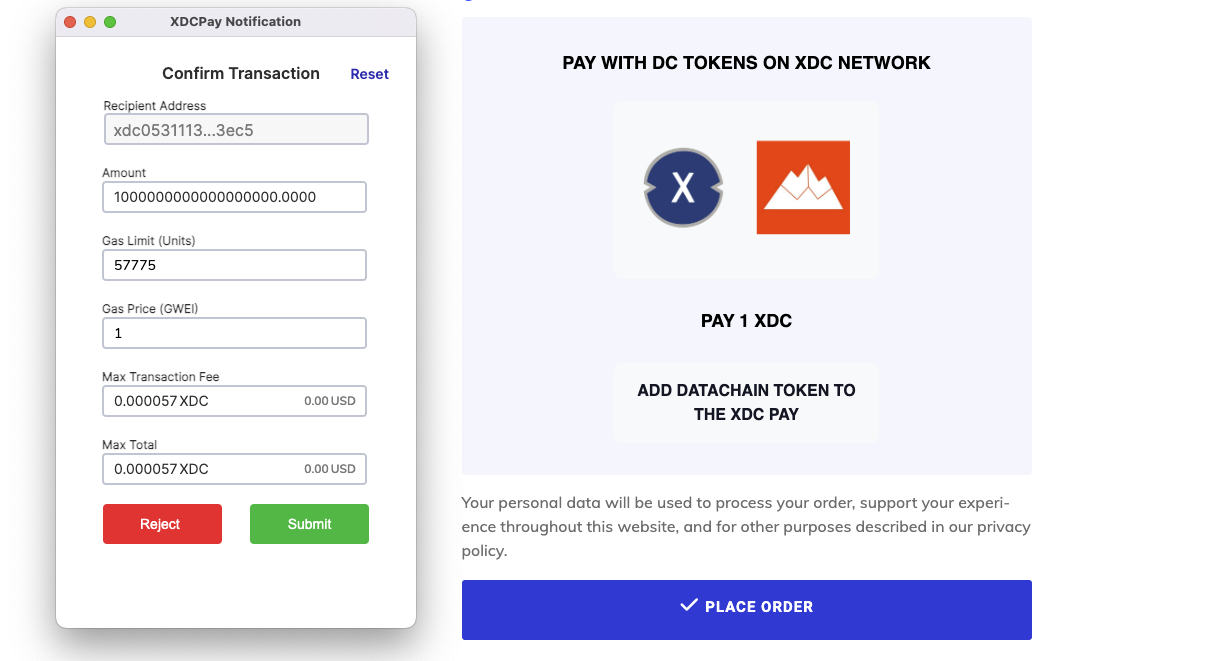 XDCPay Notification
Confirm Transaction
Reset
Recipient Address
xdc0531113...3ec5
Amount
1000000000000000000.0000
Gas Limit (Units)
57775
Gas Price (GWEI)
1
Max Transaction Fee
0.000057 XDC
0.00 USD
Max Total
0.000057 XDC
0.00 USD
Reject
Submit
PAY WITH DC TOKENS ON XDC NETWORK
X
PAY 1 XDC
ADD DATACHAIN TOKEN TO
THE XDC PAY
Your personal data will be used to process your order, support your experi-
ence throughout this website, and for other purposes described in our privacy
policy.
PLACE ORDER